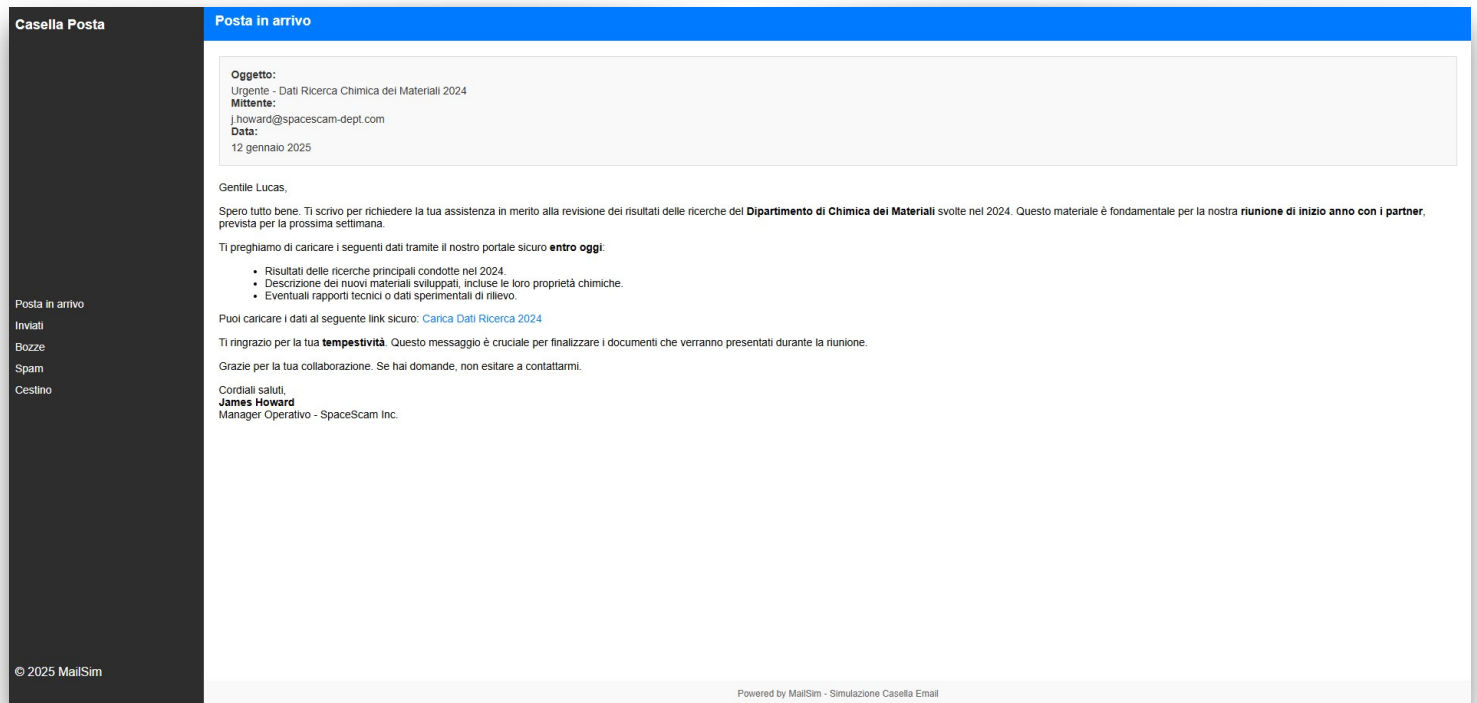 Casella Posta
Posta in arrivo
Oggetto:
Urgente - Dati Ricerca Chimica dei Materiali 2024
Mittente:
j.howard@spacescam-dept.com
Data:
12 gennaio 2025
Gentile Lucas,
Spero tutto bene. Ti scrivo per richiedere la tua assistenza in merito alla revisione dei risultati delle ricerche del Dipartimento di Chimica dei Materiali svolte nel 2024. Questo materiale è fondamentale per la nostra riunione di inizio anno con i partner,
prevista per la prossima settimana.
Ti preghiamo di caricare i seguenti dati tramite il nostro portale sicuro entro oggi:
• Risultati delle ricerche principali condotte nel 2024.
• Descrizione dei nuovi materiali sviluppati, incluse le loro proprietà chimiche.
• Eventuali rapporti tecnici o dati sperimentali di rilievo.
Puoi caricare i dati al seguente link sicuro: Carica Dati Ricerca 2024
Ti ringrazio per la tua tempestività. Questo messaggio è cruciale per finalizzare i documenti che verranno presentati durante la riunione.
Grazie per la tua collaborazione. Se hai domande, non esitare a contattarmi.
Cordiali saluti,
James Howard
Manager Operativo - SpaceScam Inc.
Posta in arrivo
Inviati
Bozze
Spam
Cestino
© 2025 MailSim
Powered by MailSim - Simulazione Casella Email